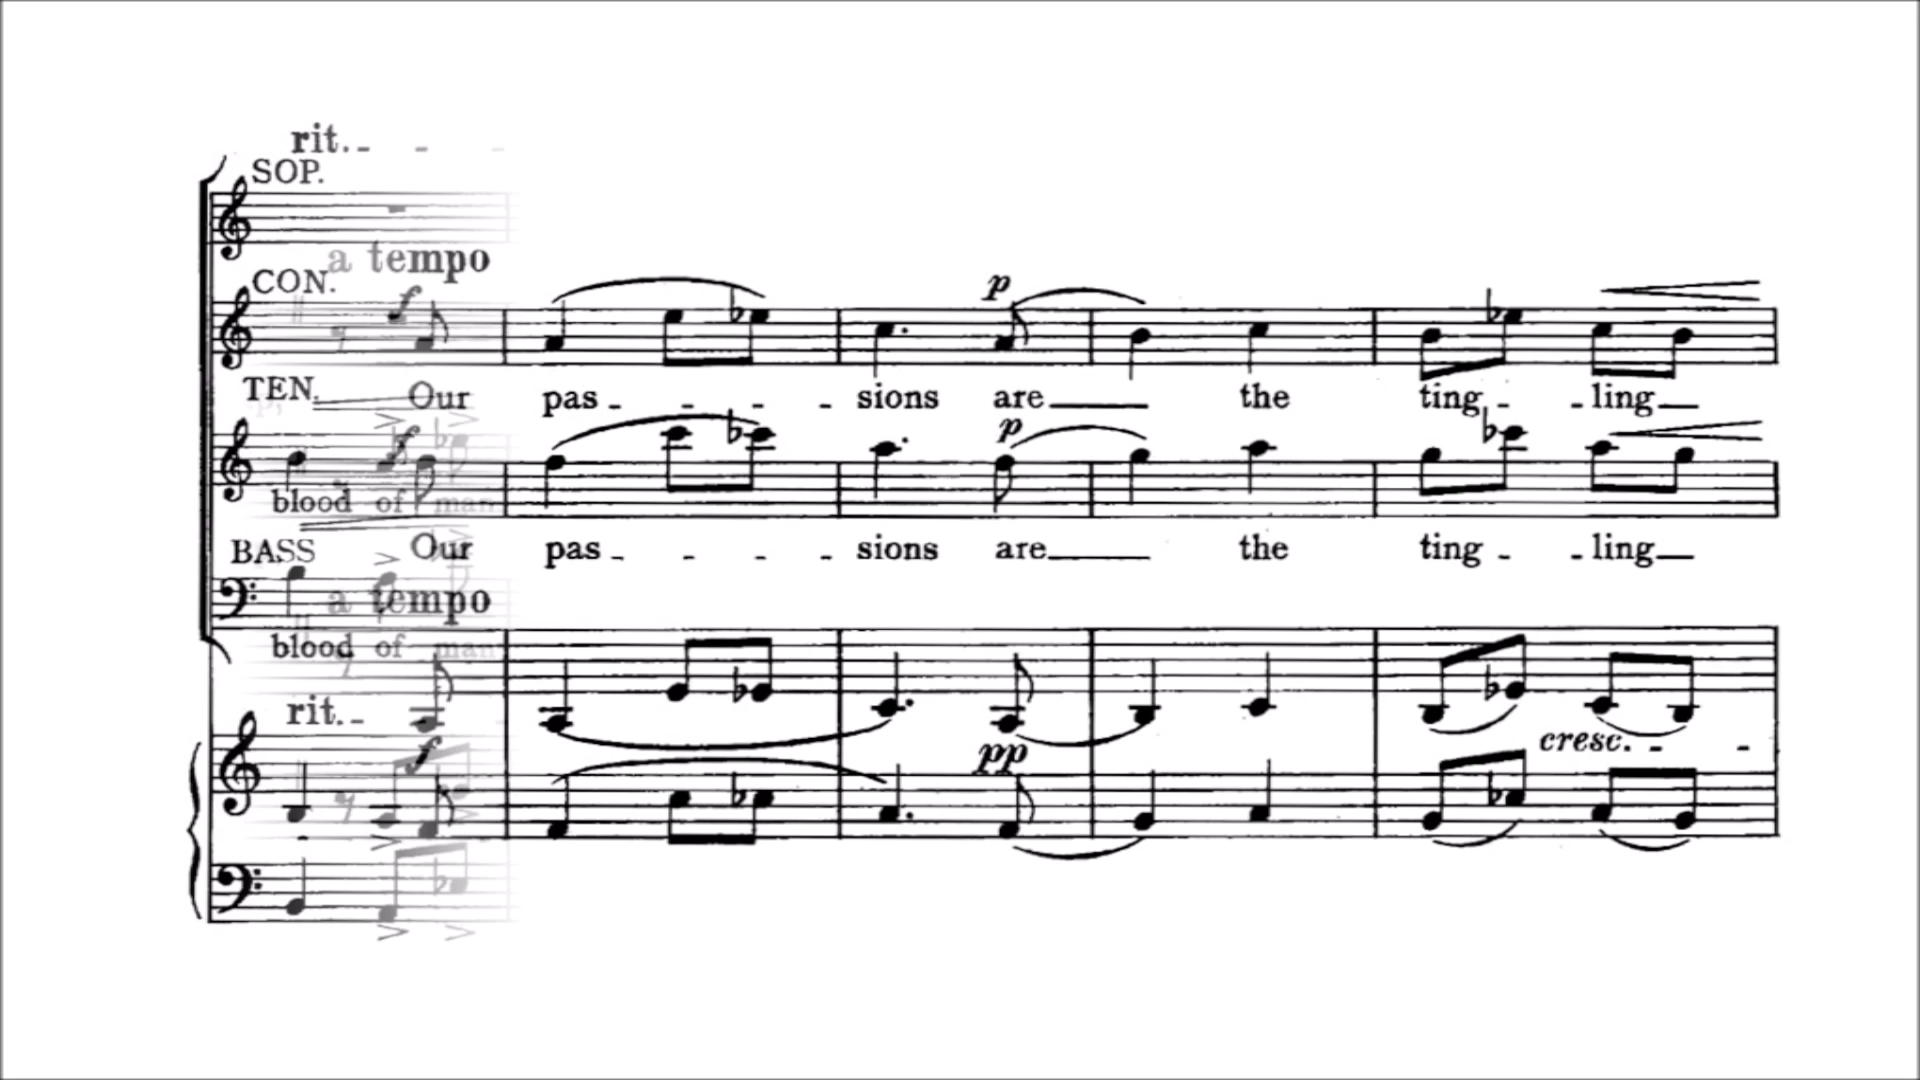 rit.
SOP.
a tempo
CON.
f
p
TEN.
Our pas - - - - sions are the ting - - ling
f
p
blood of man
BASS
Our pas - - - - sions are the ting - - ling
a tempo
blood of man
rit.
f
pp
cresc. - -